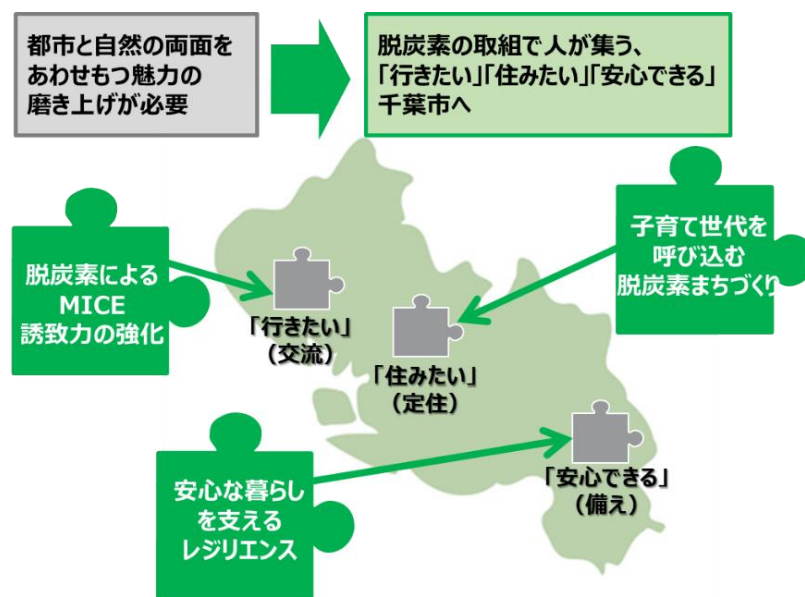 都市と自然の両面を
あわせもつ魅力の
磨き上げが必要
脱炭素の取組で人が集う、
「行きたい」「住みたい」「安心できる」
千葉市へ
脱炭素による
MICE
誘致力の強化
子育て世代を
呼び込む
脱炭素まちづくり
「行きたい」
（交流）
「住みたい」
（定住）
安心な暮らし
を支える
レジリエンス
「安心できる」
（備え）